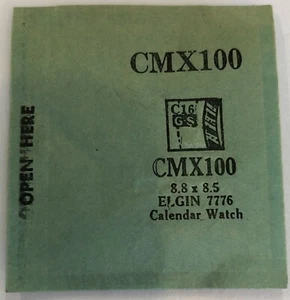 CMX100
C16
GS
CMX100
8.8 x 8.5
ELGIN 7776
Calendar Watch
OPEN HERE